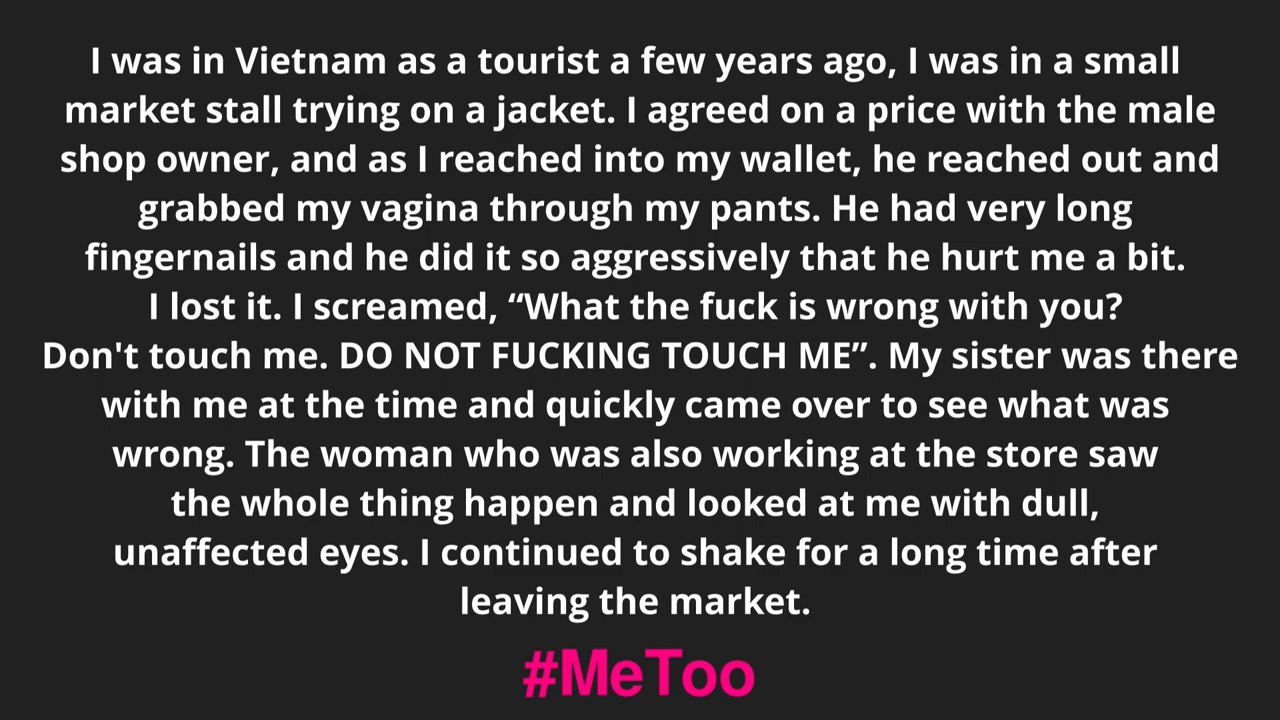 I was in Vietnam as a tourist a few years ago, I was in a small
market stall trying on a jacket. I agreed on a price with the male
shop owner, and as I reached into my wallet, he reached out and
grabbed my vagina through my pants. He had very long
fingernails and he did it so aggressively that he hurt me a bit.
I lost it. I screamed, “What the fuck is wrong with you?
Don't touch me. DO NOT FUCKING TOUCH ME”. My sister was there
with me at the time and quickly came over to see what was
wrong. The woman who was also working at the store saw
the whole thing happen and looked at me with dull,
unaffected eyes. I continued to shake for a long time after
leaving the market.
#MeToo